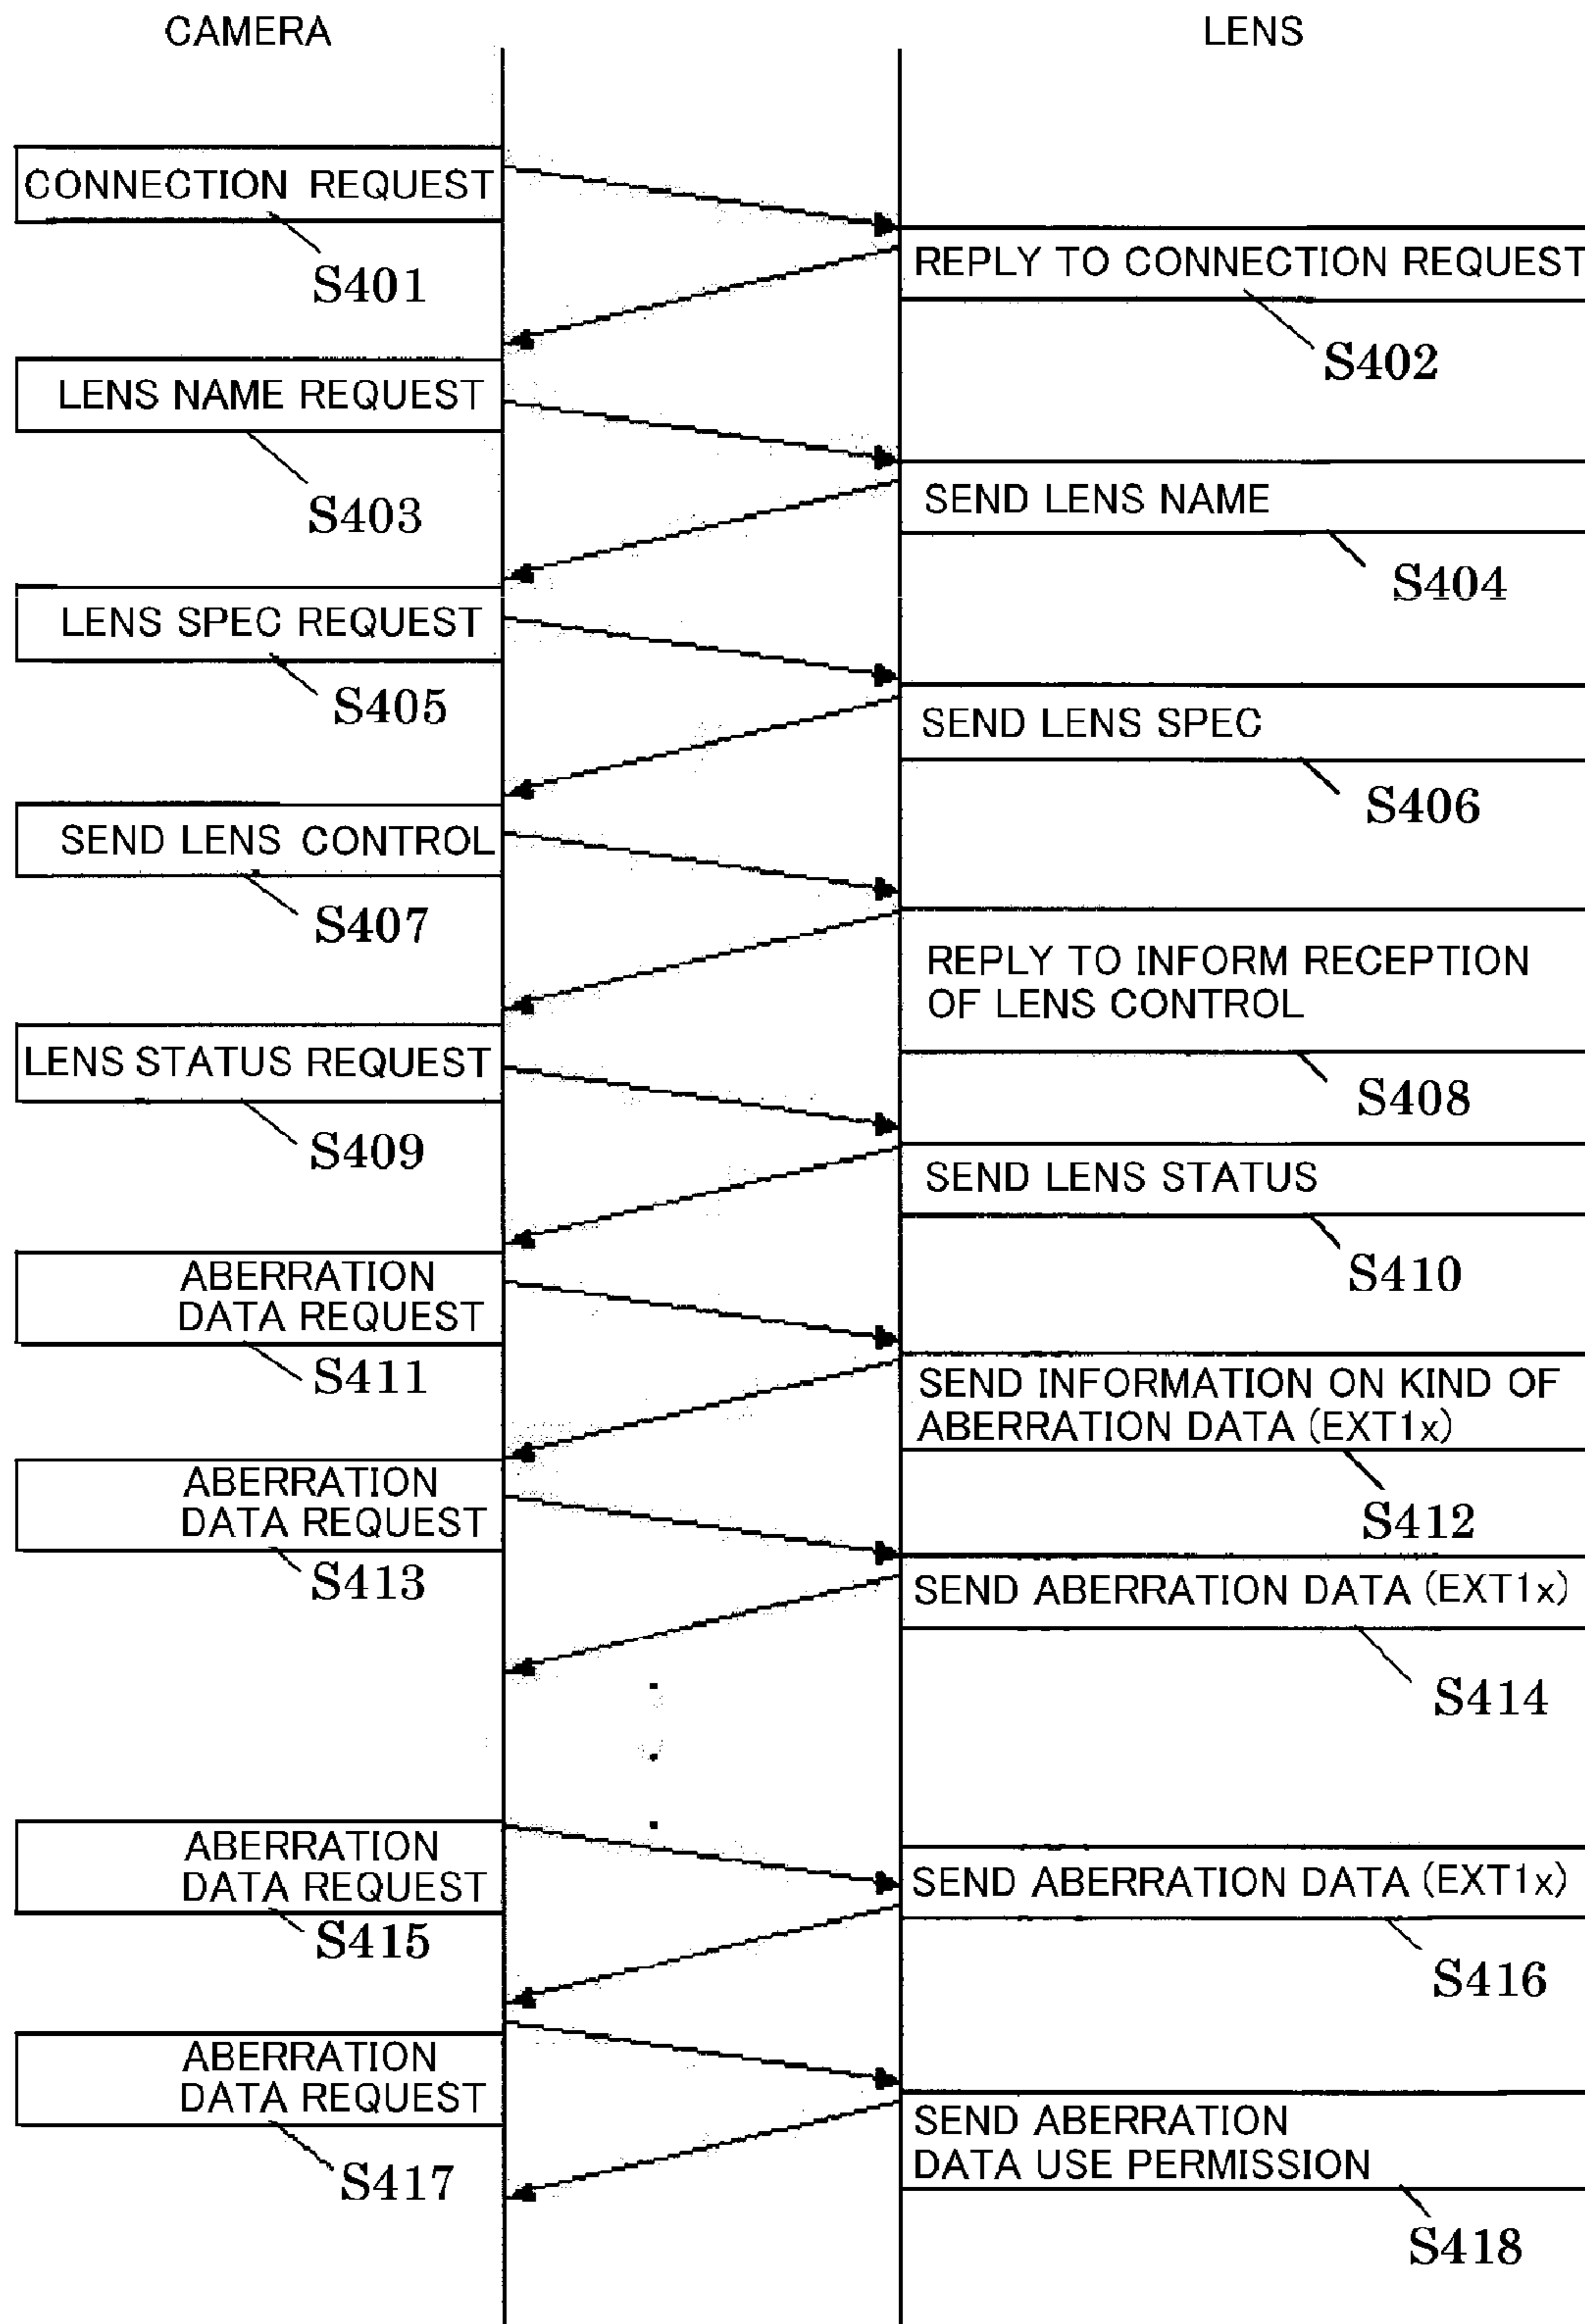 CAMERA
LENS
CONNECTION REQUEST
S401
REPLY TO CONNECTION REQUEST
S402
LENS NAME REQUEST
S403
SEND LENS NAME
S404
LENS SPEC REQUEST
S405
SEND LENS SPEC
S406
SEND LENS CONTROL
S407
REPLY TO INFORM RECEPTION
OF LENS CONTROL
S408
LENS STATUS REQUEST
S409
SEND LENS STATUS
S410
ABERRATION
DATA REQUEST
S411
SEND INFORMATION ON KIND OF
ABERRATION DATA (EXT1x)
S412
ABERRATION
DATA REQUEST
S413
SEND ABERRATION DATA (EXT1x)
S414
ABERRATION
DATA REQUEST
S415
SEND ABERRATION DATA (EXT1x)
S416
ABERRATION
DATA REQUEST
S417
SEND ABERRATION
DATA USE PERMISSION
S418